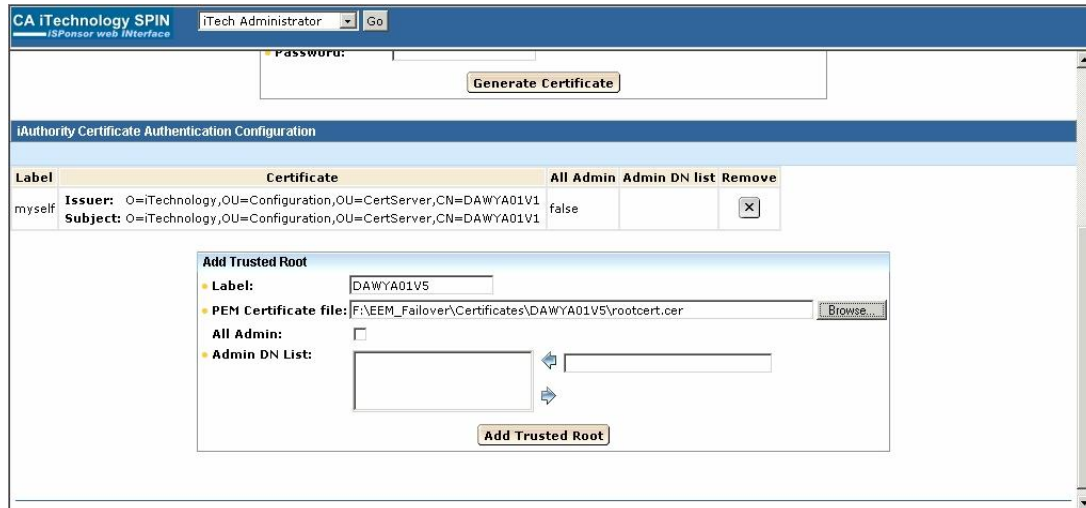 CA iTechnology SPIN
iSPonsor web INterface
iTech Administrator
Go
Password:
Generate Certificate
iAuthority Certificate Authentication Configuration
Label Certificate All Admin Admin DN list Remove
myself Issuer: O=iTechnology,OU=Configuration,OU=CertServer,CN=DAWYA01V1 false
Subject: O=iTechnology,OU=Configuration,OU=CertServer,CN=DAWYA01V1
Add Trusted Root
Label: DAWYA01V5
PEM Certificate file: F:\EEM_Failover\Certificates\DAWYA01V5\rootcert.cer Browse...
All Admin:
Admin DN List:
Add Trusted Root